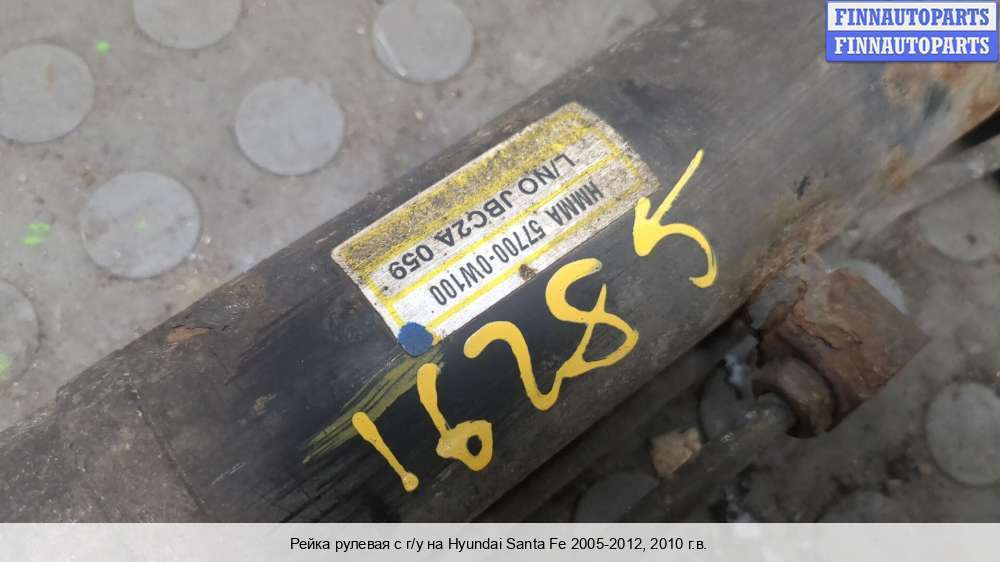 FINNAUTOPARTS
FINNAUTOPARTS
HMMA 57700-0W100
L/NO JBC2A 059
16285
Рейка рулевая с г/у на Hyundai Santa Fe 2005-2012, 2010 г.в.